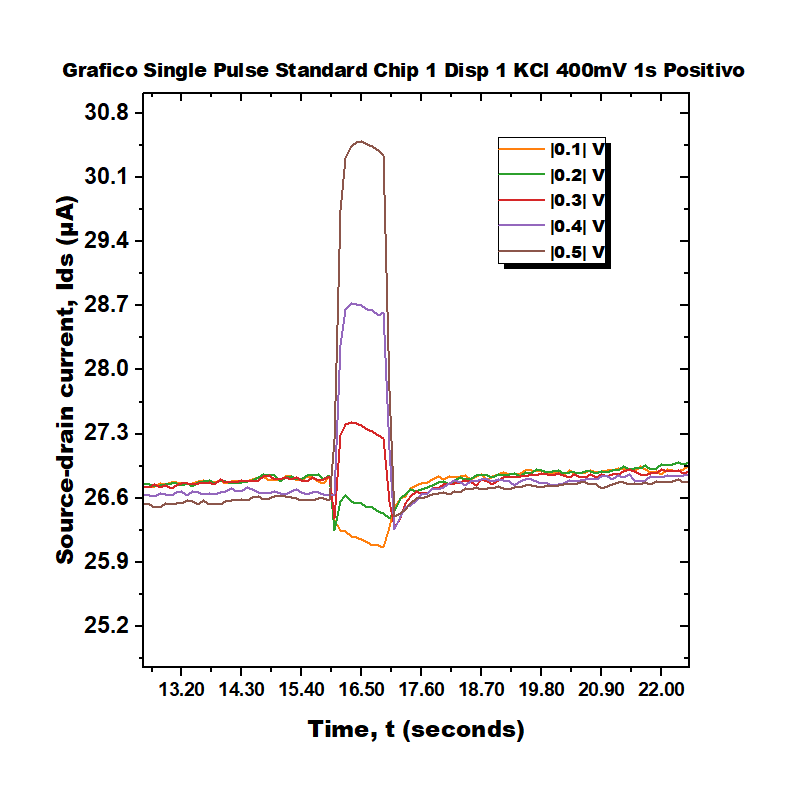 Grafico Single Pulse Standard Chip 1 Disp 1 KCl 400mV 1s Positivo
30.8
30.1
29.4
28.7
28.0
27.3
26.6
25.9
25.2
Source-drain current, Ids (µA)
|0.1| V
|0.2| V
|0.3| V
|0.4| V
|0.5| V
13.20 14.30 15.40 16.50 17.60 18.70 19.80 20.90 22.00
Time, t (seconds)